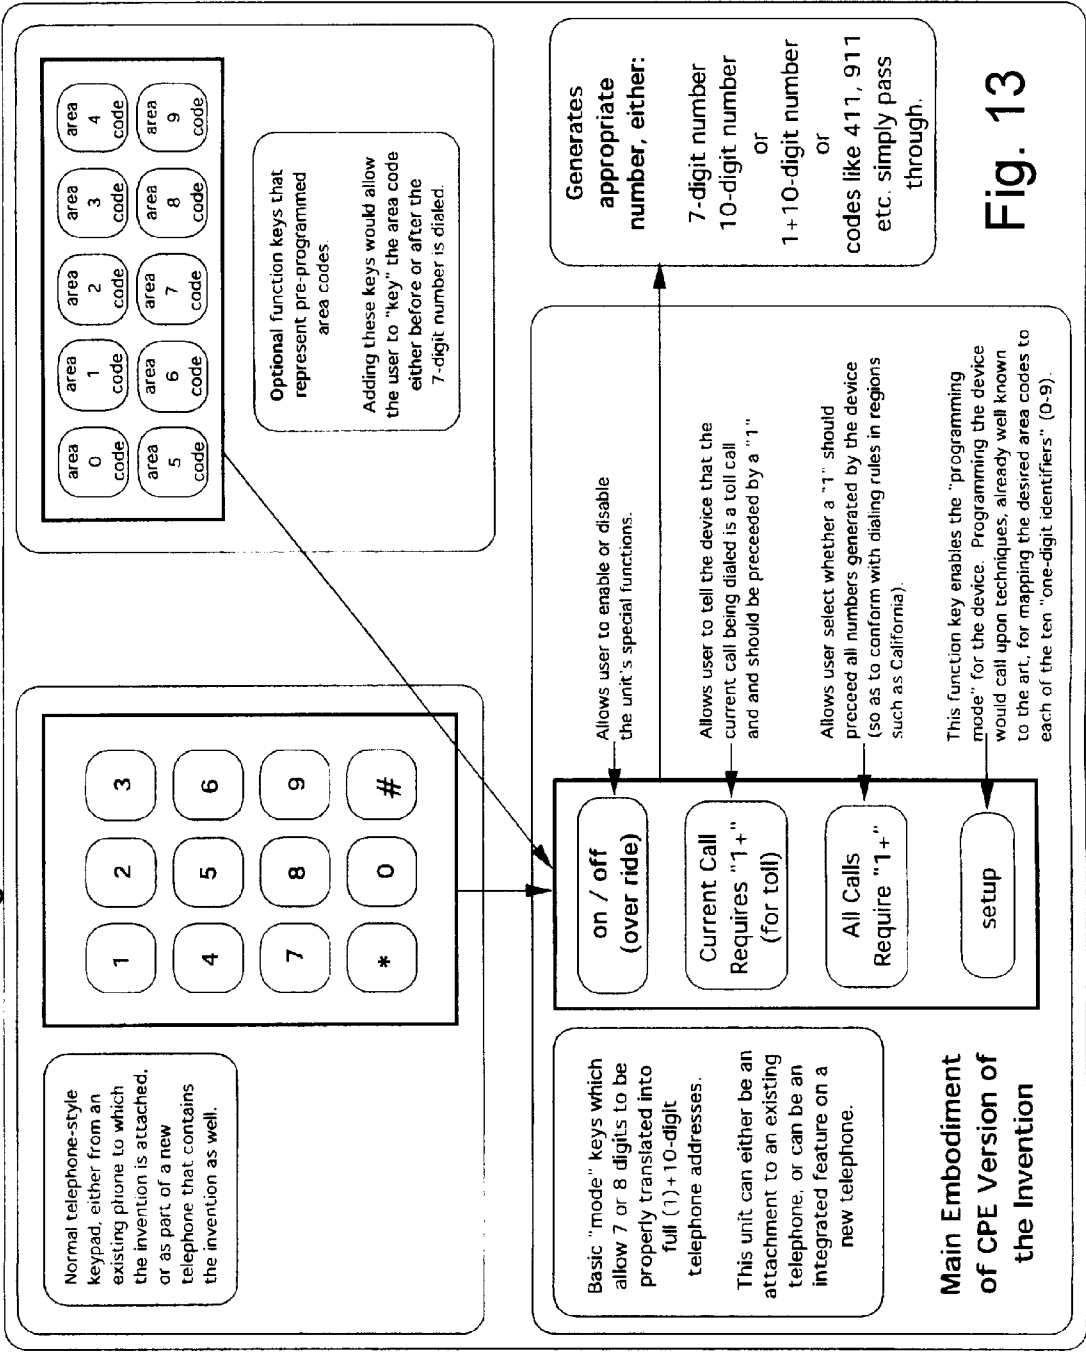 Normal telephone-style
keypad, either from an
existing phone to which
the invention is attached,
or as part of a new
telephone that contains
the invention as well.
1 2 3
4 5 6
7 8 9
* 0 #
area 0 code
area 1 code
area 2 code
area 3 code
area 4 code
area 5 code
area 6 code
area 7 code
area 8 code
area 9 code
Optional function keys that
represent pre-programmed
area codes.
Adding these keys would allow
the user to "key" the area code
either before or after the
7-digit number is dialed.
Basic "mode" keys which
allow 7 or 8 digits to be
properly translated into
full (1)+10-digit
telephone addresses.
This unit can either be an
attachment to an existing
telephone, or can be an
integrated feature on a
new telephone.
Main Embodiment
of CPE Version of
the Invention
on / off
(over ride)
Current Call
Requires "1+"
(for toll)
All Calls
Require "1+"
setup
Allows user to enable or disable
the unit's special functions.
Allows user to tell the device that the
current call being dialed is a toll call
and and should be preceeded by a "1"
Allows user select whether a "1" should
preceed all numbers generated by the device
(so as to conform with dialing rules in regions
such as California).
This function key enables the "programming
mode" for the device. Programming the device
would call upon techniques, already well known
to the art, for mapping the desired area codes to
each of the ten "one-digit identifiers" (0-9).
Generates
appropriate
number, either:
7-digit number
10-digit number
or
1+10-digit number
or
codes like 411, 911
etc. simply pass
through.
Fig. 13